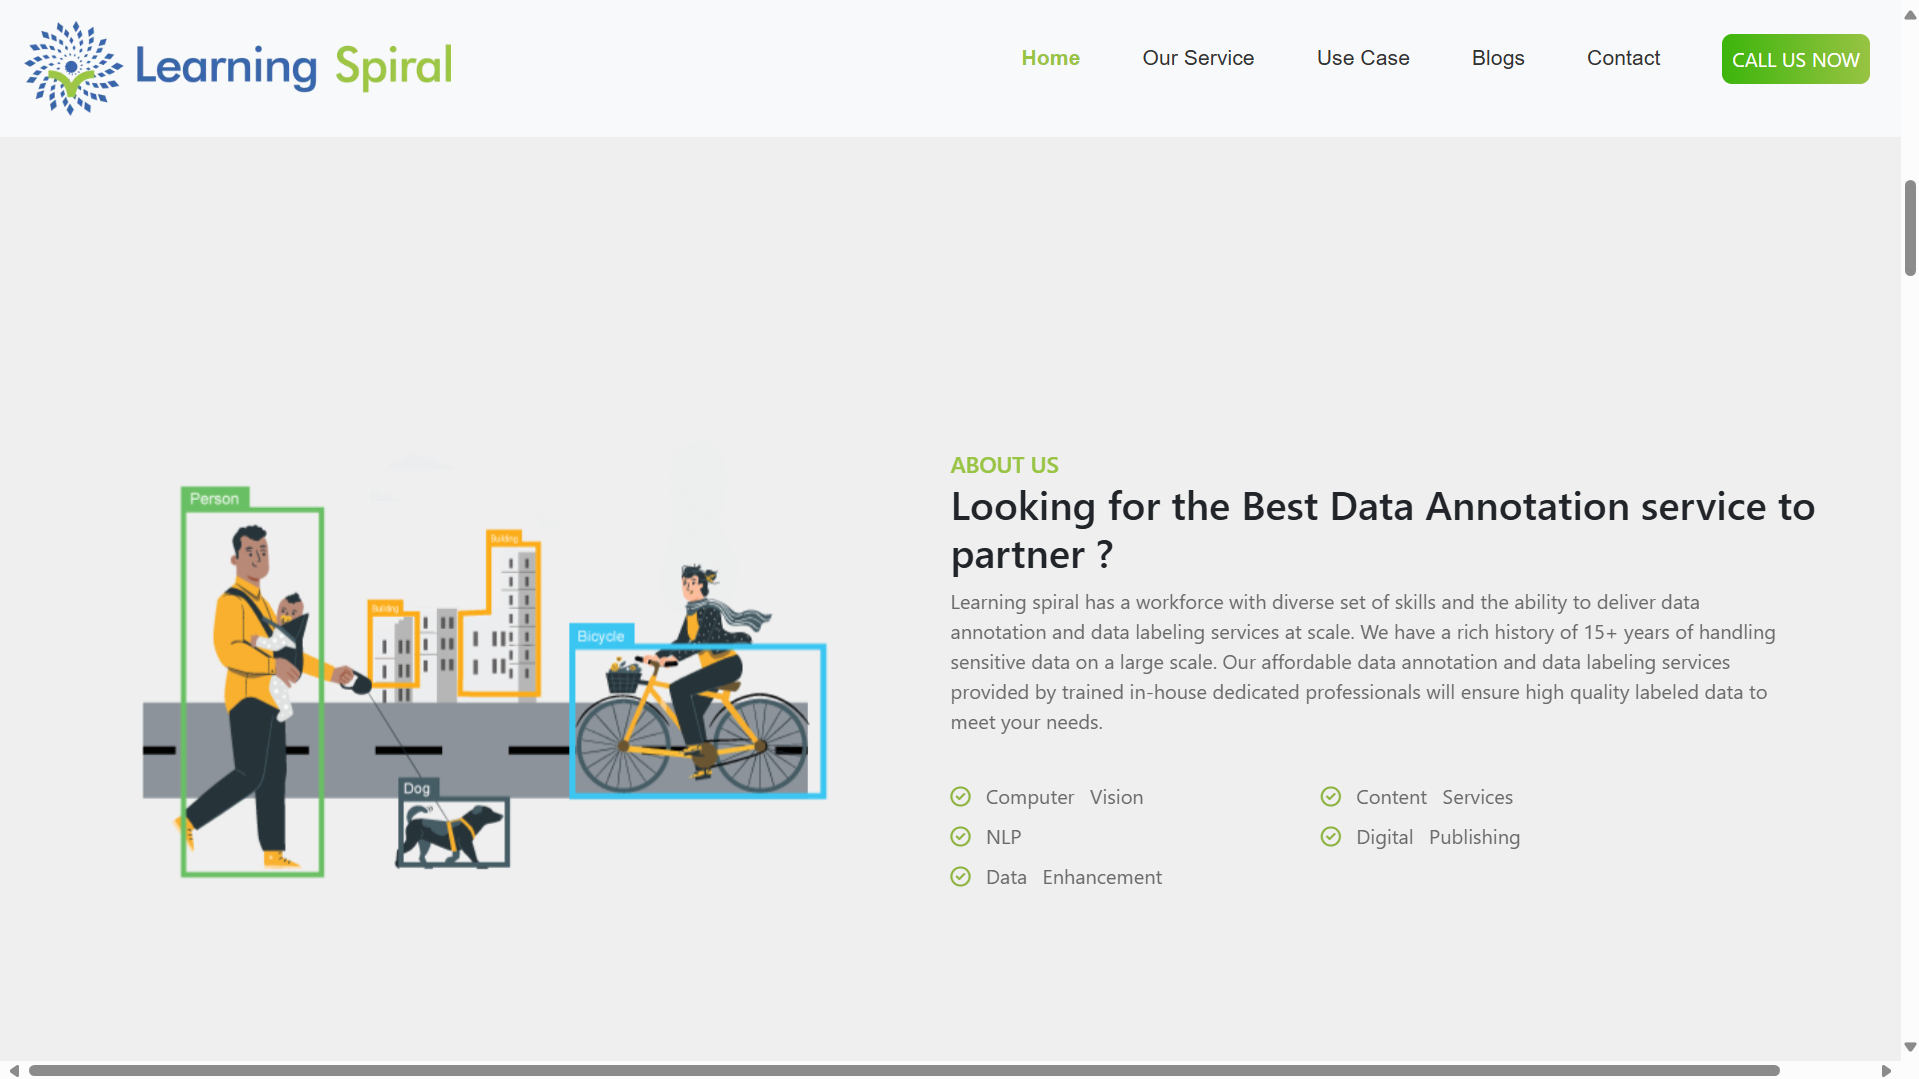 Learning Spiral
Home
Our Service
Use Case
Blogs
Contact
CALL US NOW
Person
Building
Building
Bicycle
Dog
ABOUT US
Looking for the Best Data Annotation service to
partner ?
Learning spiral has a workforce with diverse set of skills and the ability to deliver data
annotation and data labeling services at scale. We have a rich history of 15+ years of handling
sensitive data on a large scale. Our affordable data annotation and data labeling services
provided by trained in-house dedicated professionals will ensure high quality labeled data to
meet your needs.
Computer Vision
Content Services
NLP
Digital Publishing
Data Enhancement